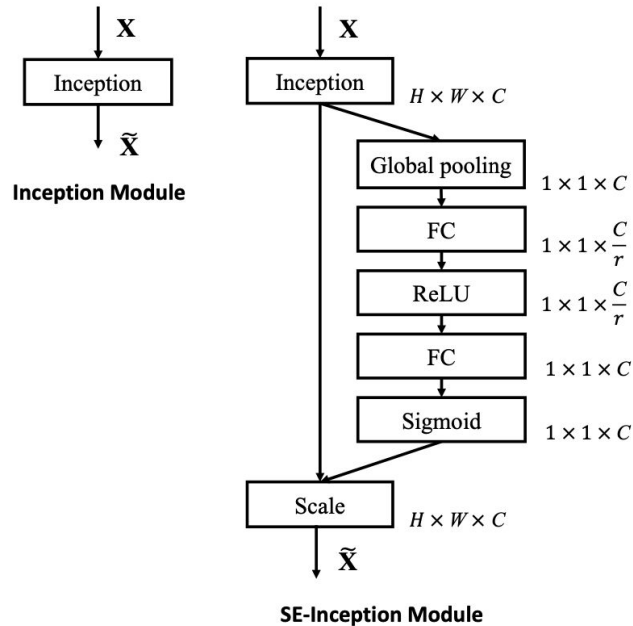 X
Inception
X̃
Inception Module
X
Inception
H × W × C
Global pooling
1 × 1 × C
FC
1 × 1 × C/r
ReLU
1 × 1 × C/r
FC
1 × 1 × C
Sigmoid
1 × 1 × C
Scale
H × W × C
X̃
SE-Inception Module